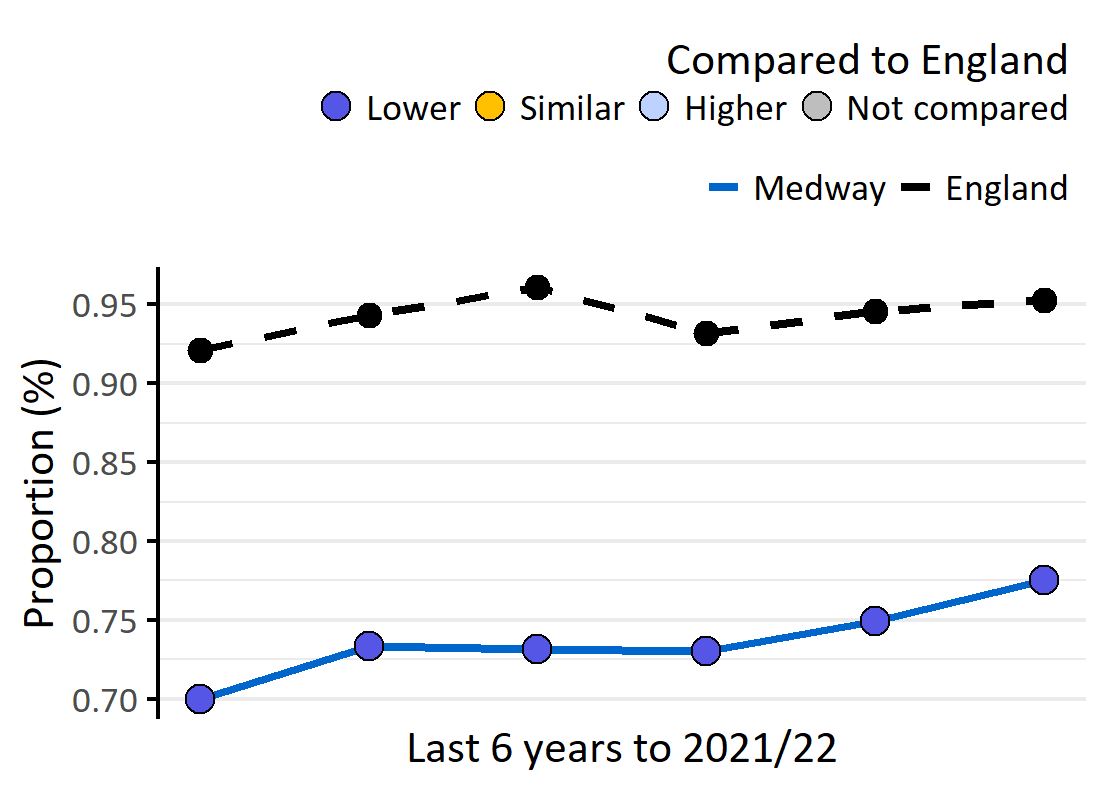 Compared to England
Lower Similar Higher Not compared
Medway England
Proportion (%)
0.95
0.90
0.85
0.80
0.75
0.70
Last 6 years to 2021/22